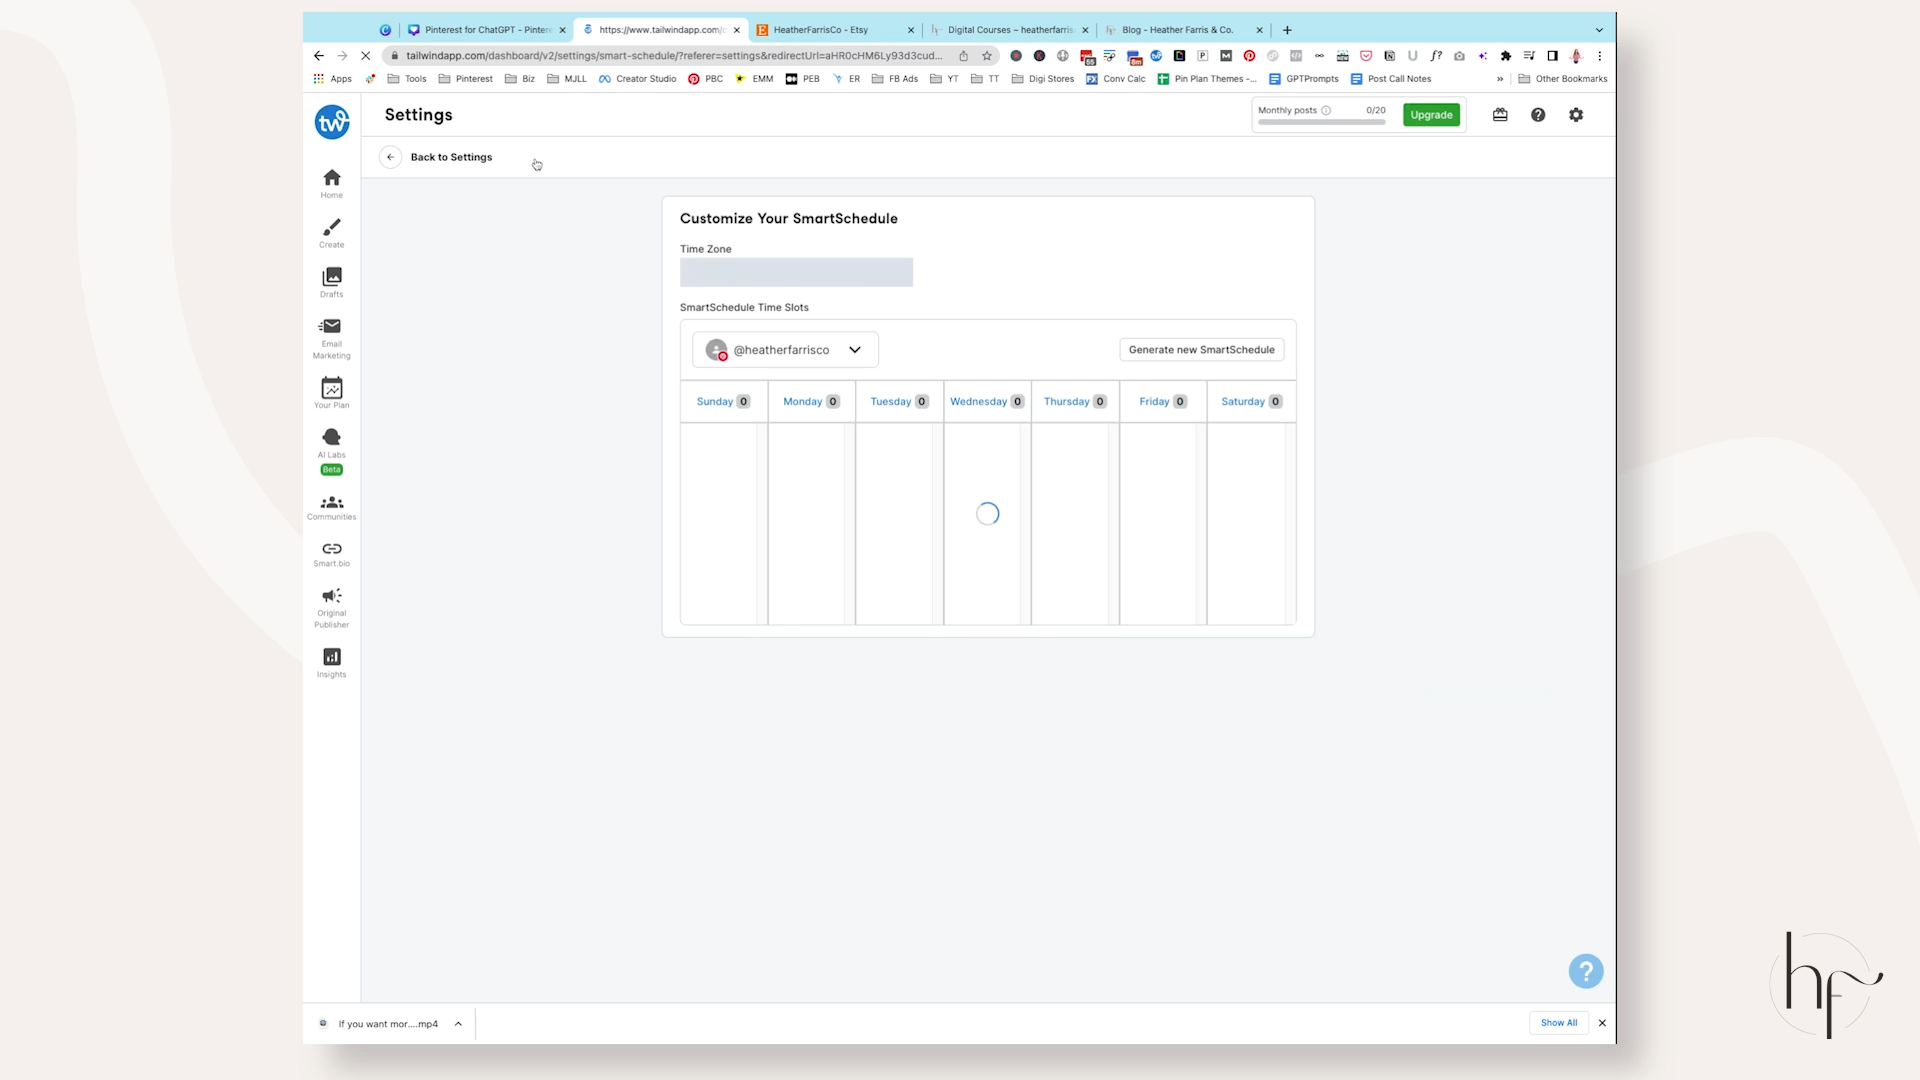 Pinterest for ChatGPT - Pintere
https://www.tailwindapp.com/c
HeatherFarrisCo - Etsy
Digital Courses – heatherfarris
Blog - Heather Farris & Co.
tailwindapp.com/dashboard/v2/settings/smart-schedule/?referer=settings&redirectUrl=aHR0cHM6Ly93d3cud...
Apps
Tools
Pinterest
Biz
MJLL
Creator Studio
PBC
EMM
PEB
ER
FB Ads
YT
TT
Digi Stores
Conv Calc
Pin Plan Themes -...
GPTPrompts
Post Call Notes
»
Other Bookmarks
tw
Settings
Monthly posts
0/20
Upgrade
Back to Settings
Home
Create
Drafts
Email
Marketing
Your Plan
AI Labs
Beta
Communities
Smart.bio
Original
Publisher
Insights
Customize Your SmartSchedule
Time Zone
SmartSchedule Time Slots
@heatherfarrisco
Generate new SmartSchedule
Sunday 0
Monday 0
Tuesday 0
Wednesday 0
Thursday 0
Friday 0
Saturday 0
?
If you want mor....mp4
Show All
hf